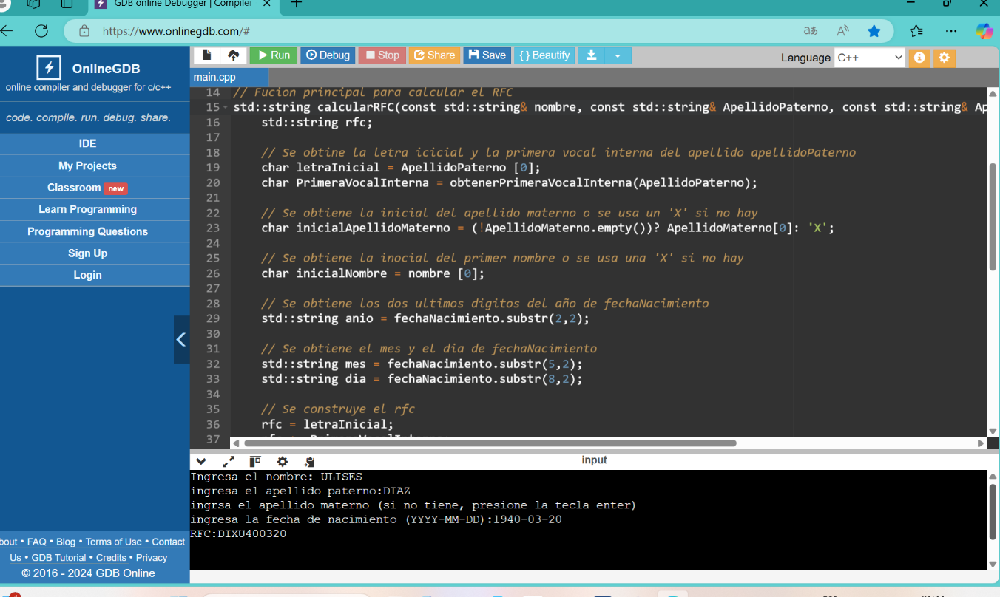 GDB online Debugger | Compiler
https://www.onlinegdb.com/#
OnlineGDB
online compiler and debugger for c/c++
code. compile. run. debug. share.
IDE
My Projects
Classroom new
Learn Programming
Programming Questions
Sign Up
Login
bout • FAQ • Blog • Terms of Use • Contact
Us • GDB Tutorial • Credits • Privacy
© 2016 - 2024 GDB Online
Run Debug Stop Share Save {} Beautify
Language C++
main.cpp
14 // Fucion principal para calcular el RFC
15 std::string calcularRFC(const std::string& nombre, const std::string& ApellidoPaterno, const std::string& Ap
16 std::string rfc;
17
18 // Se obtine la letra icicial y la primera vocal interna del apellido apellidoPaterno
19 char letraInicial = ApellidoPaterno [0];
20 char PrimeraVocalInterna = obtenerPrimeraVocalInterna(ApellidoPaterno);
21
22 // Se obtiene la inicial del apellido materno o se usa un 'X' si no hay
23 char inicialApellidoMaterno = (!ApellidoMaterno.empty())? ApellidoMaterno[0]: 'X';
24
25 // Se obtiene la inocial del primer nombre o se usa una 'X' si no hay
26 char inicialNombre = nombre [0];
27
28 // Se obtiene los dos ultimos digitos del año de fechaNacimiento
29 std::string anio = fechaNacimiento.substr(2,2);
30
31 // Se obtiene el mes y el dia de fechaNacimiento
32 std::string mes = fechaNacimiento.substr(5,2);
33 std::string dia = fechaNacimiento.substr(8,2);
34
35 // Se construye el rfc
36 rfc = letraInicial;
37
input
Ingresa el nombre: ULISES
ingresa el apellido paterno:DIAZ
ingrsa el apellido materno (si no tiene, presione la tecla enter)
ingresa la fecha de nacimiento (YYYY-MM-DD):1940-03-20
RFC:DIXU400320